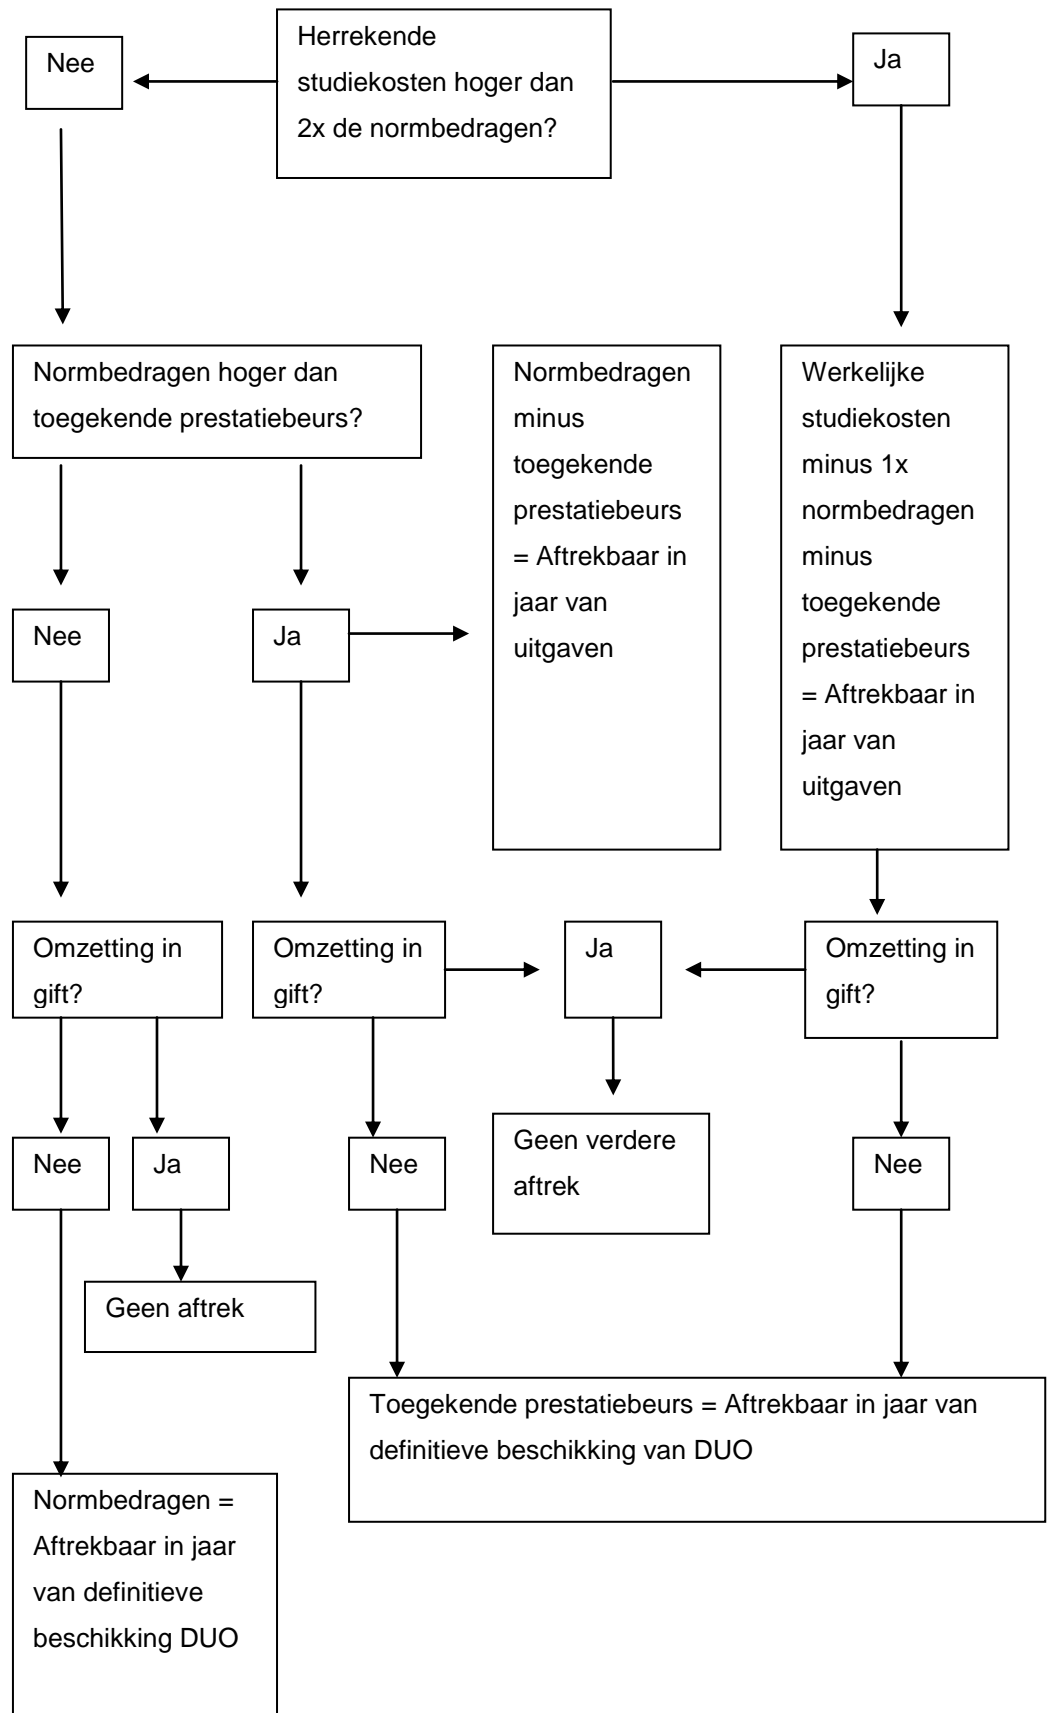 Nee
Herrekende
studiekosten hoger dan
2x de normbedragen?
Ja
Normbedragen hoger dan
toegekende prestatiebeurs?
Normbedragen
minus
toegekende
prestatiebeurs
= Aftrekbaar in
jaar van
uitgaven
Werkelijke
studiekosten
minus 1x
normbedragen
minus
toegekende
prestatiebeurs
= Aftrekbaar in
jaar van
uitgaven
Nee
Ja
Omzetting in
gift?
Omzetting in
gift?
Ja
Omzetting in
gift?
Nee
Ja
Nee
Geen verdere
aftrek
Nee
Geen aftrek
Toegekende prestatiebeurs = Aftrekbaar in jaar van
definitieve beschikking van DUO
Normbedragen =
Aftrekbaar in jaar
van definitieve
beschikking DUO